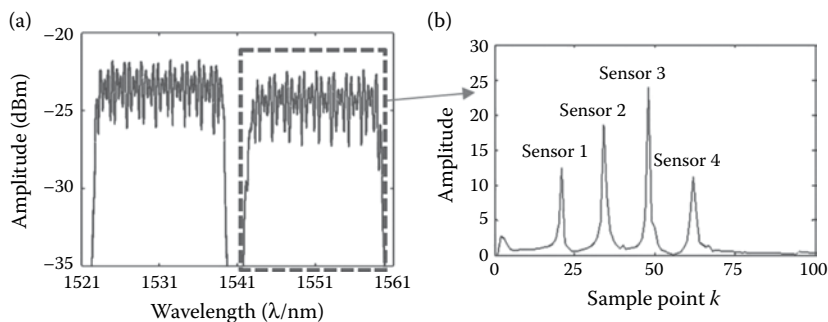 (a)
−20
−25
−30
−35
Amplitude (dBm)
1521
1531
1541
1551
1561
Wavelength (λ/nm)
(b)
30
25
20
15
10
5
0
Amplitude
Sensor 1
Sensor 2
Sensor 3
Sensor 4
0
25
50
75
100
Sample point k